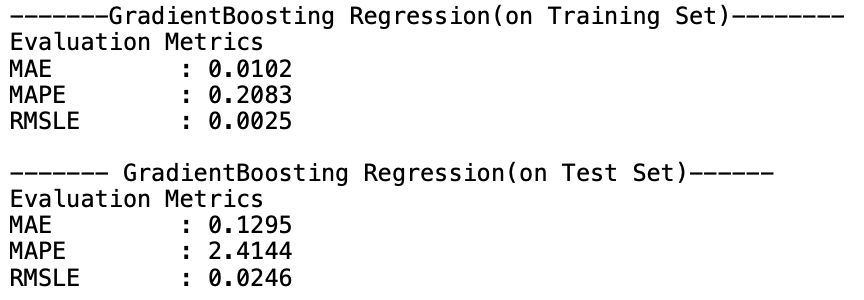 -------GradientBoosting Regression(on Training Set)--------
Evaluation Metrics
MAE         : 0.0102
MAPE        : 0.2083
RMSLE       : 0.0025

------- GradientBoosting Regression(on Test Set)------
Evaluation Metrics
MAE         : 0.1295
MAPE        : 2.4144
RMSLE       : 0.0246